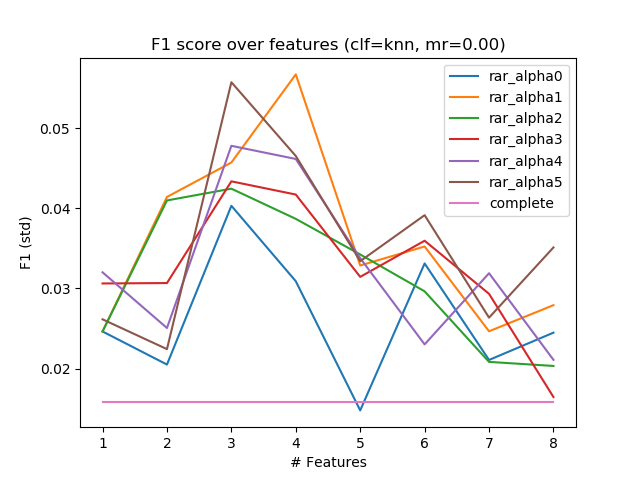 F1 score over features (clf=knn, mr=0.00)
rar_alpha0
rar_alpha1
rar_alpha2
rar_alpha3
rar_alpha4
rar_alpha5
complete
F1 (std)
0.05
0.04
0.03
0.02
1 2 3 4 5 6 7 8
# Features